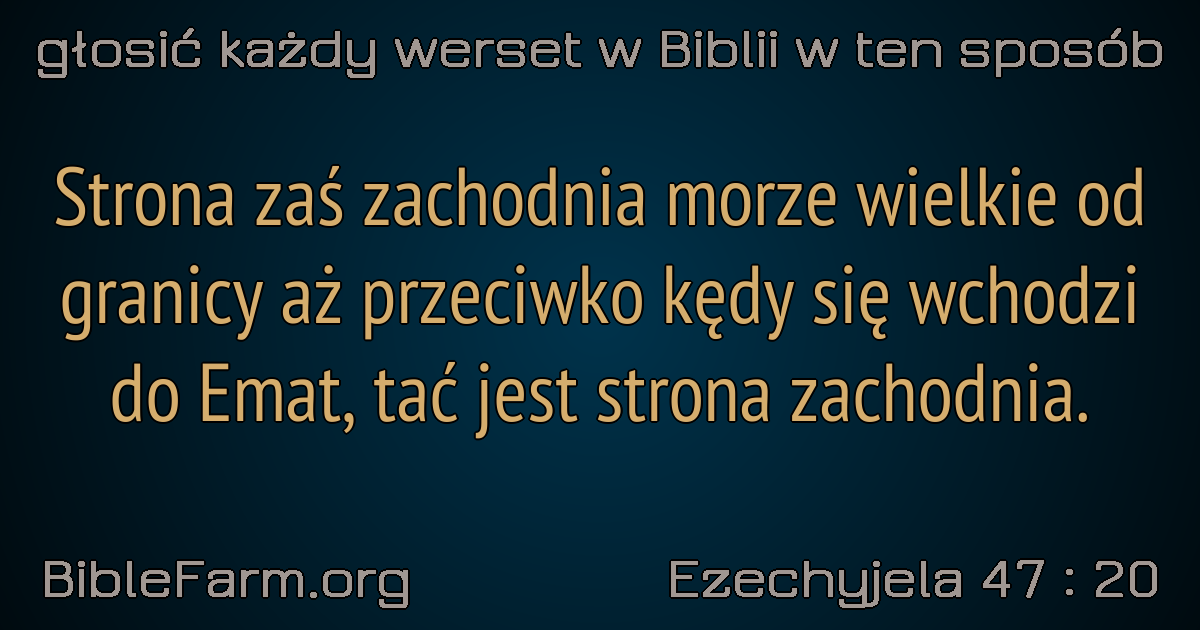 głosić każdy werset w Biblii w ten sposób
Strona zaś zachodnia morze wielkie od
granicy aż przeciwko kędy się wchodzi
do Emat, tać jest strona zachodnia.
BibleFarm.org
Ezechyjela 47 : 20